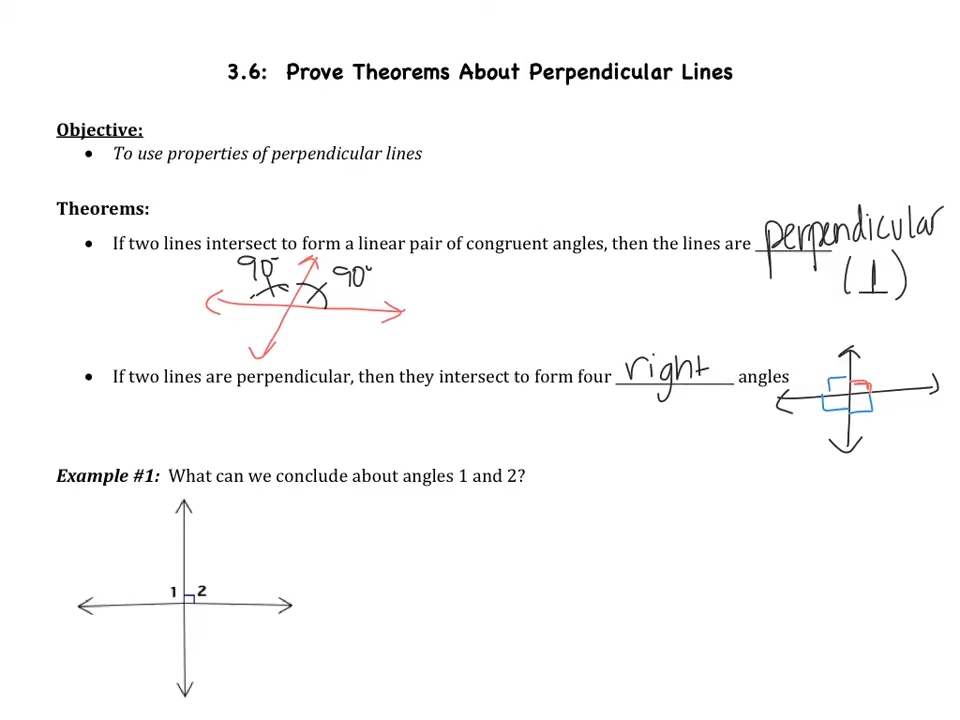 3.6: Prove Theorems About Perpendicular Lines
Objective:
• To use properties of perpendicular lines
Theorems:
• If two lines intersect to form a linear pair of congruent angles, then the lines are perpendicular
(⊥)
90° 90°
• If two lines are perpendicular, then they intersect to form four right angles
Example #1: What can we conclude about angles 1 and 2?
1 2